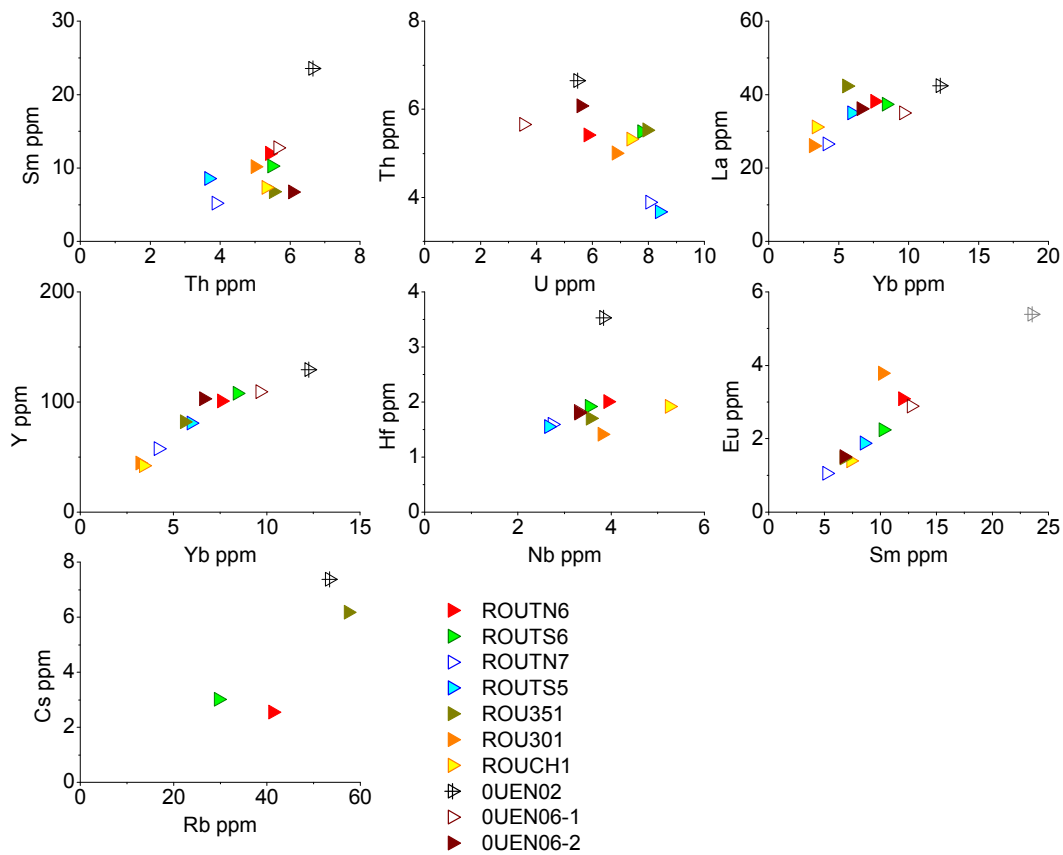 30
20
10
0
Sm ppm
0 2 4 6 8
Th ppm
8
6
4
Th ppm
0 2 4 6 8 10
U ppm
60
40
20
0
La ppm
0 5 10 15 20
Yb ppm
200
100
0
Y ppm
0 5 10 15
Yb ppm
4
3
2
1
0
Hf ppm
0 2 4 6
Nb ppm
6
4
2
0
Eu ppm
0 5 10 15 20 25
Sm ppm
8
6
4
2
0
Cs ppm
0 20 40 60
Rb ppm
ROUTN6
ROUTS6
ROUTN7
ROUTS5
ROU351
ROU301
ROUCH1
0UEN02
0UEN06-1
0UEN06-2